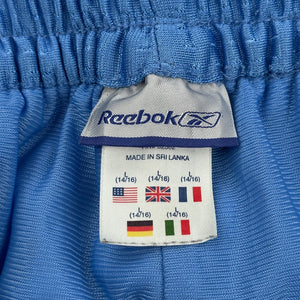 Reebok
MADE IN SRI LANKA
L L L
(14/16) (14/16) (14/16)
L L
(14/16) (14/16)